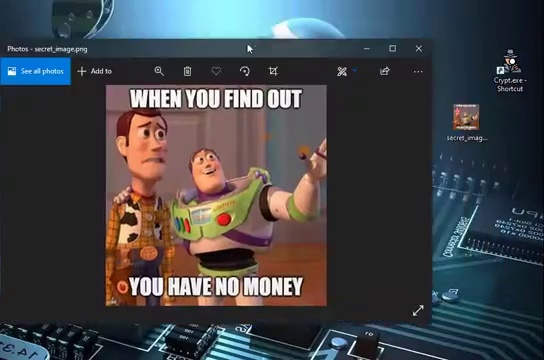 Photos - secret_image.png
See all photos
Add to
WHEN YOU FIND OUT
YOU HAVE NO MONEY
Crypt.exe -
Shortcut
secret_imag...